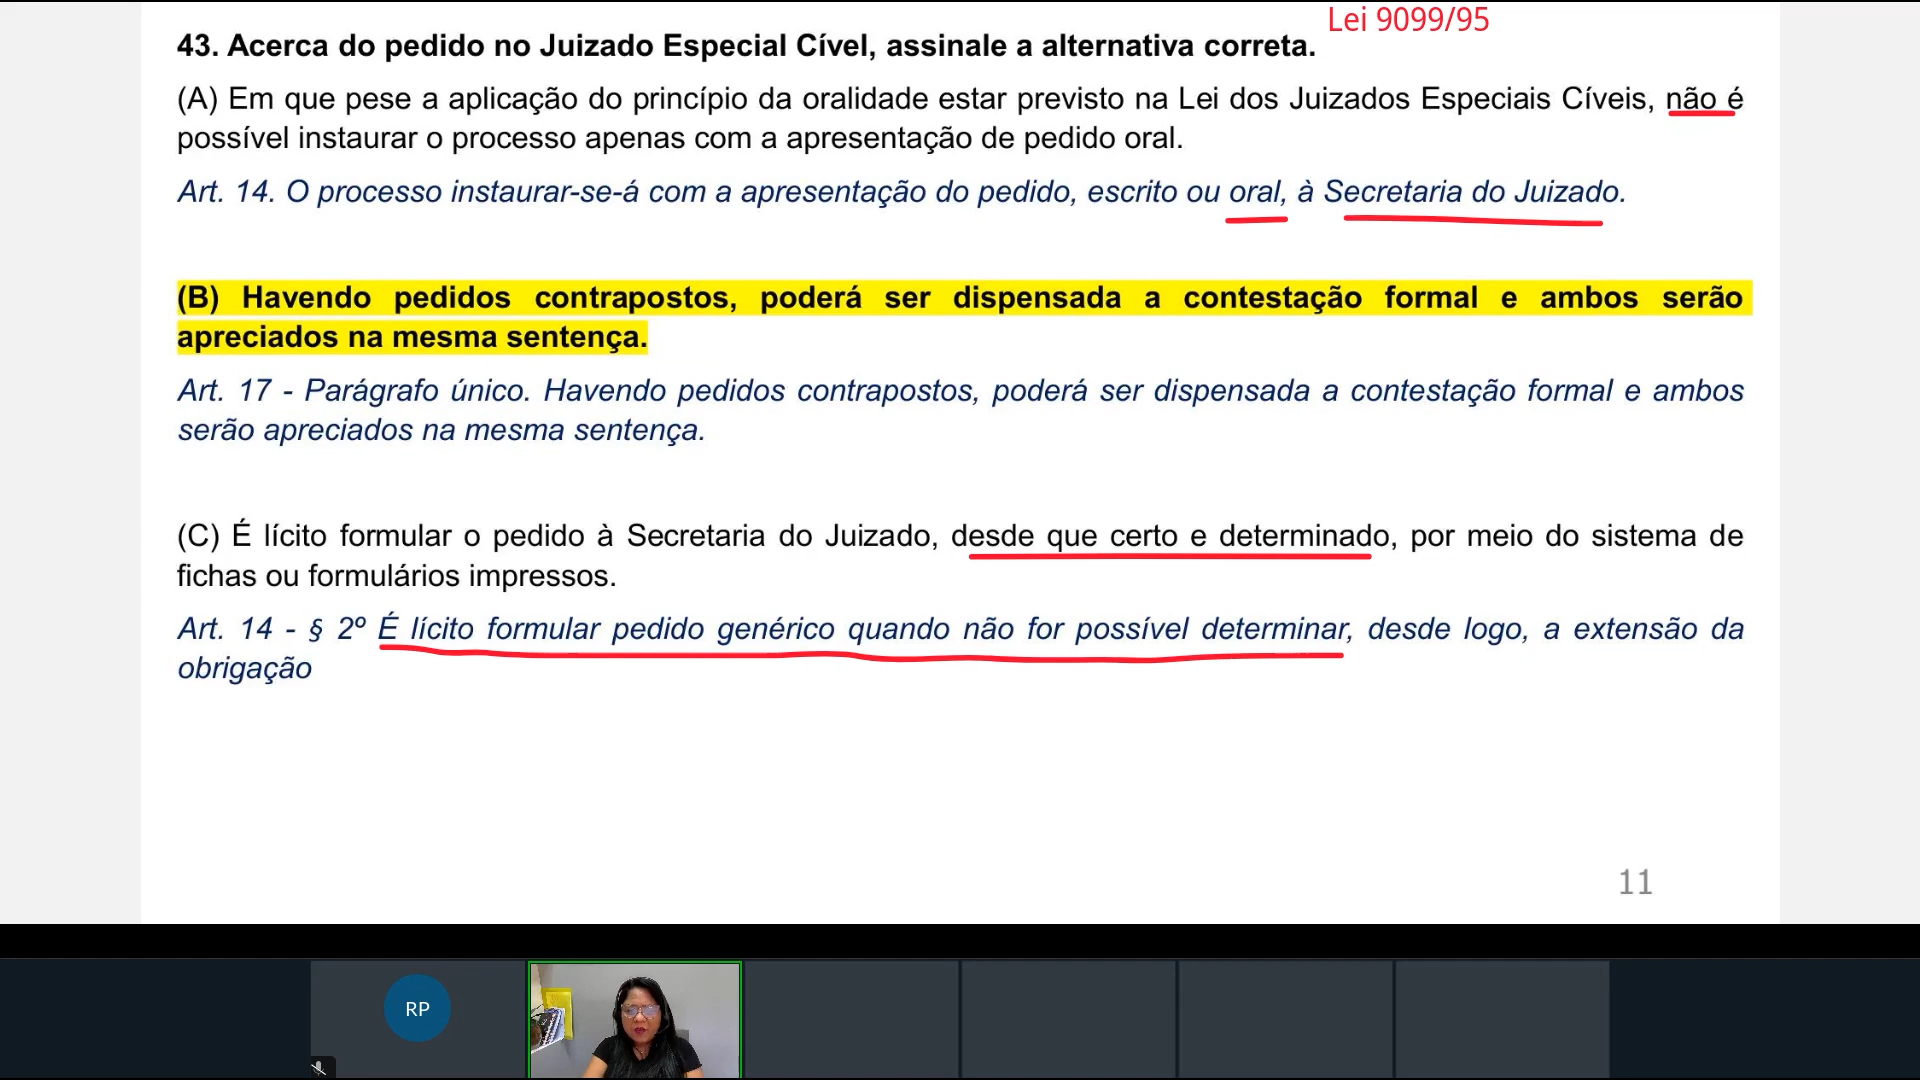 Lei 9099/95
43. Acerca do pedido no Juizado Especial Cível, assinale a alternativa correta.
(A) Em que pese a aplicação do princípio da oralidade estar previsto na Lei dos Juizados Especiais Cíveis, não é
possível instaurar o processo apenas com a apresentação de pedido oral.
Art. 14. O processo instaurar-se-á com a apresentação do pedido, escrito ou oral, à Secretaria do Juizado.
(B) Havendo pedidos contrapostos, poderá ser dispensada a contestação formal e ambos serão
apreciados na mesma sentença.
Art. 17 - Parágrafo único. Havendo pedidos contrapostos, poderá ser dispensada a contestação formal e ambos
serão apreciados na mesma sentença.
(C) É lícito formular o pedido à Secretaria do Juizado, desde que certo e determinado, por meio do sistema de
fichas ou formulários impressos.
Art. 14 - § 2º É lícito formular pedido genérico quando não for possível determinar, desde logo, a extensão da
obrigação
11
RP